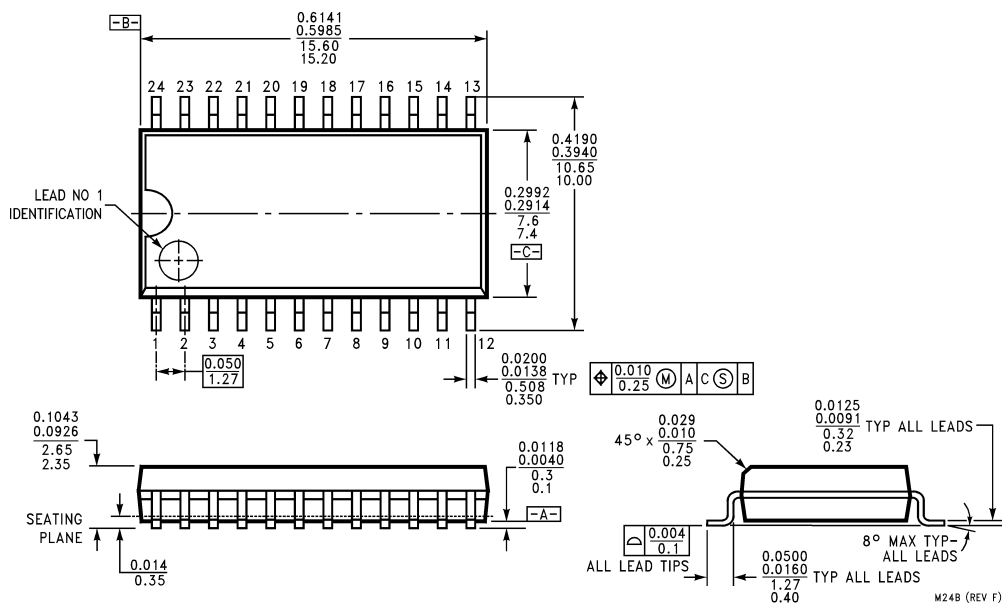 -B-
0.6141
0.5985
15.60
15.20
24 23 22 21 20 19 18 17 16 15 14 13
0.4190
0.3940
10.65
10.00
LEAD NO 1
IDENTIFICATION
0.2992
0.2914
7.6
7.4
-C-
1 2 3 4 5 6 7 8 9 10 11 12
0.050
1.27
0.0200
0.0138
0.508
0.350
TYP
⌖ 0.010 0.25 Ⓜ A C Ⓢ B
0.1043
0.0926
2.65
2.35
0.0118
0.0040
0.3
0.1
-A-
SEATING
PLANE
0.014
0.35
45° x
0.029
0.010
0.75
0.25
0.0125
0.0091
0.32
0.23
TYP ALL LEADS
0.004
0.1
ALL LEAD TIPS
8° MAX TYP-
ALL LEADS
0.0500
0.0160
1.27
0.40
TYP ALL LEADS
M24B (REV F)